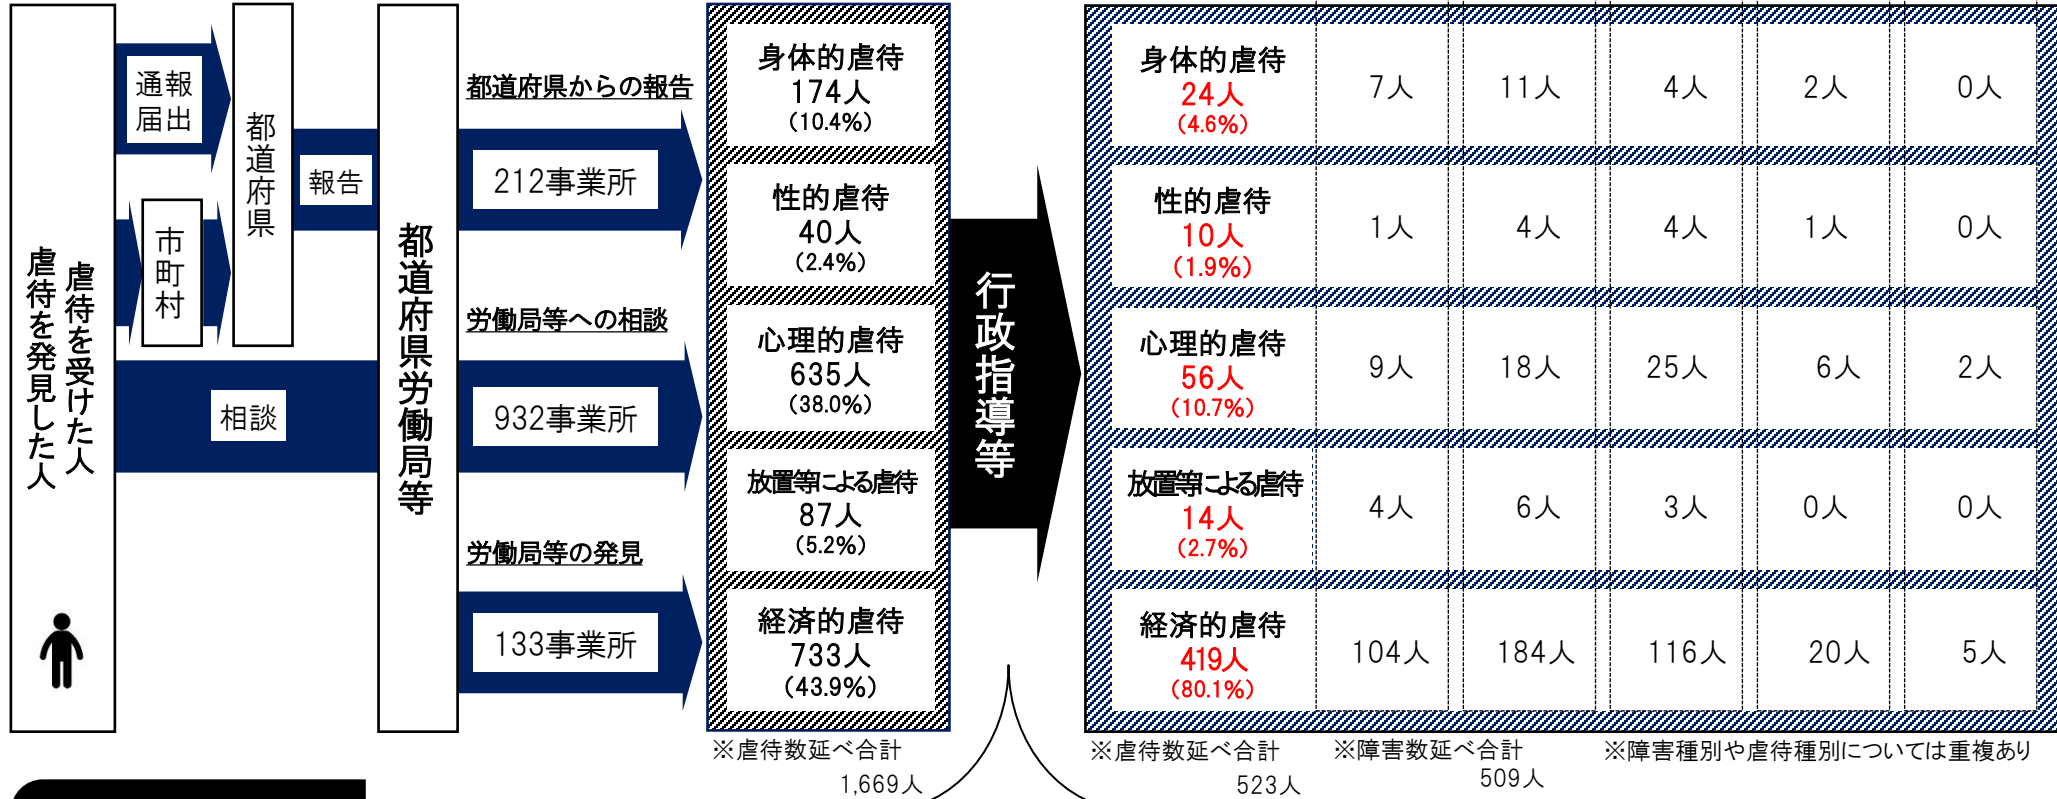 虐待を受けた人
虐待を発見した人
通報
届出
市町村
都道府県
報告
相談
都道府県労働局等
都道府県からの報告
212事業所
労働局等への相談
932事業所
労働局等の発見
133事業所
身体的虐待
174人
(10.4%)
性的虐待
40人
(2.4%)
心理的虐待
635人
(38.0%)
放置等による虐待
87人
(5.2%)
経済的虐待
733人
(43.9%)
※虐待数延べ合計
1,669人
行政指導等
身体的虐待
24人
(4.6%)
7人 11人 4人 2人 0人
性的虐待
10人
(1.9%)
1人 4人 4人 1人 0人
心理的虐待
56人
(10.7%)
9人 18人 25人 6人 2人
放置等による虐待
14人
(2.7%)
4人 6人 3人 0人 0人
経済的虐待
419人
(80.1%)
104人 184人 116人 20人 5人
※虐待数延べ合計
523人
※障害数延べ合計
509人
※障害種別や虐待種別については重複あり